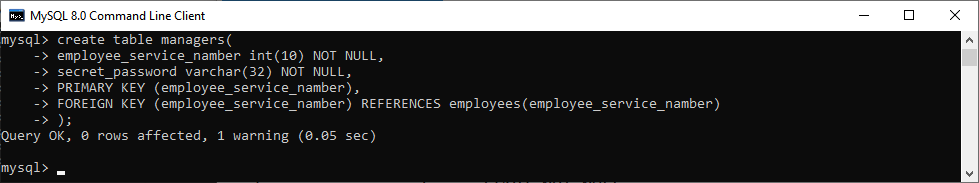 MySQL 8.0 Command Line Client
mysql> create table managers(
    -> employee_service_namber int(10) NOT NULL,
    -> secret_password varchar(32) NOT NULL,
    -> PRIMARY KEY (employee_service_namber),
    -> FOREIGN KEY (employee_service_namber) REFERENCES employees(employee_service_namber)
    -> );
Query OK, 0 rows affected, 1 warning (0.05 sec)
mysql>